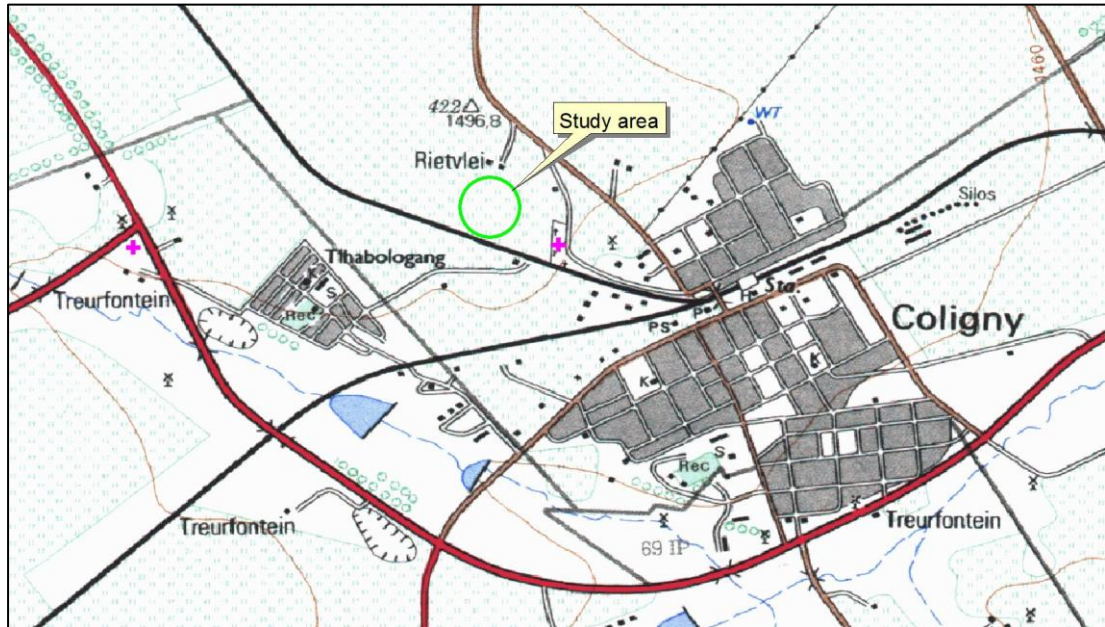 422△
1496,8
Study area
WT
1460
Rietvlei
Silos
Tlhabologang
K
S
Rec
Treurfontein
Sta
H
P
PS
Coligny
K
K
S
Rec
Treurfontein
Treurfontein
69 IP